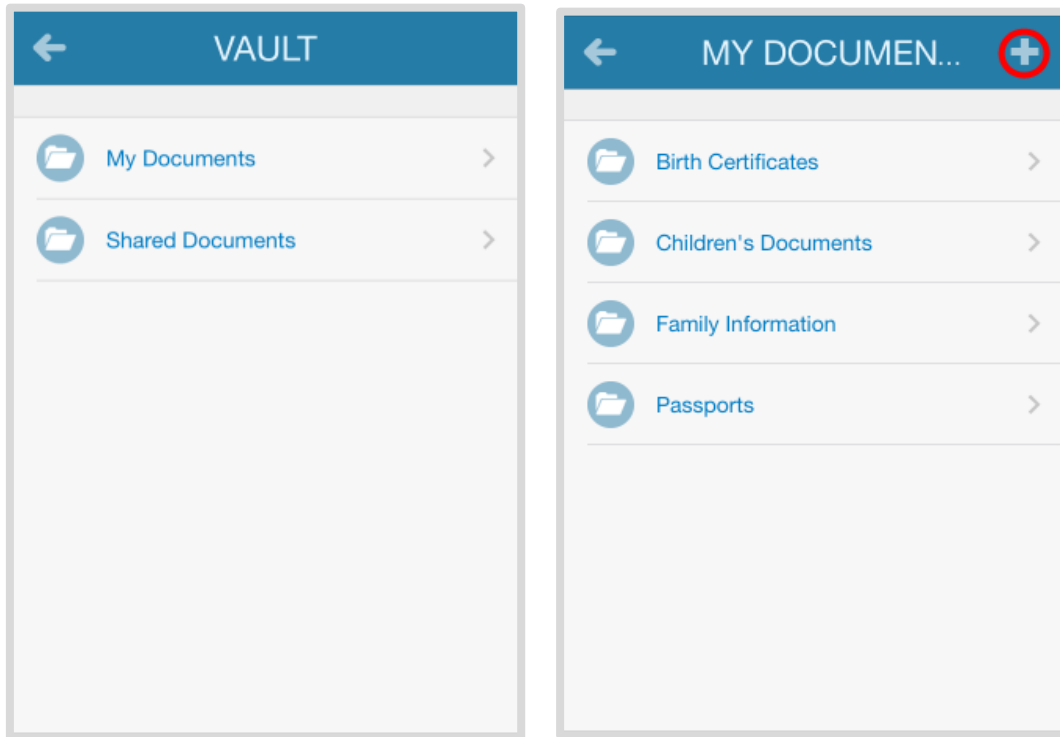 VAULT
My Documents
Shared Documents
MY DOCUMEN...
Birth Certificates
Children's Documents
Family Information
Passports